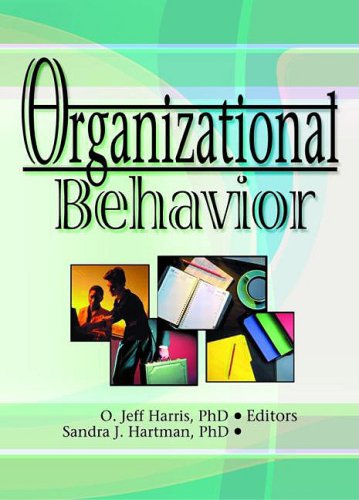 Organizational
Behavior
O. Jeff Harris, PhD • Editors
Sandra J. Hartman, PhD •